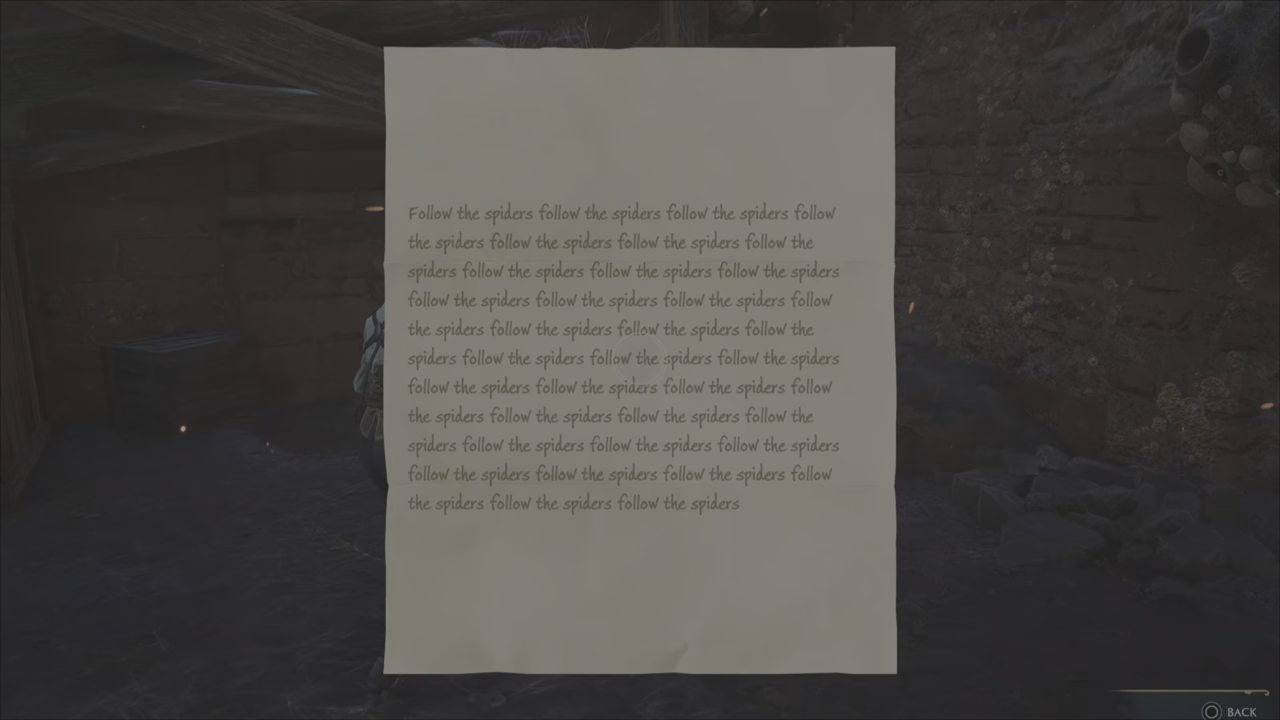 Follow the spiders follow the spiders follow the spiders follow
the spiders follow the spiders follow the spiders follow the
spiders follow the spiders follow the spiders follow the spiders
follow the spiders follow the spiders follow the spiders follow
the spiders follow the spiders follow the spiders follow the
spiders follow the spiders follow the spiders follow the spiders
follow the spiders follow the spiders follow the spiders follow
the spiders follow the spiders follow the spiders follow the
spiders follow the spiders follow the spiders follow the spiders
follow the spiders follow the spiders follow the spiders follow
the spiders follow the spiders follow the spiders
BACK